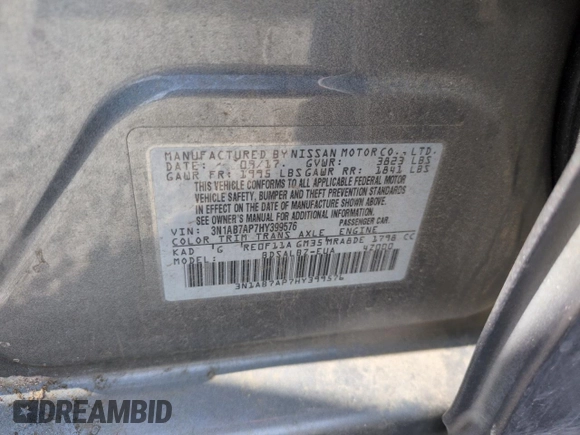 MANUFACTURED BY NISSAN MOTOR CO., LTD.
DATE: 09/17. GVWR: 3823 LBS
GAWR FR: 1995 LBS GAWR RR: 1841 LBS
THIS VEHICLE CONFORMS TO ALL APPLICABLE FEDERAL MOTOR
VEHICLE SAFETY, BUMPER AND THEFT PREVENTION STANDARDS
IN EFFECT ON THE DATE OF MANUFACTURE SHOWN ABOVE.
SEE OWNER'S MANUAL FOR ADDITIONAL INFORMATION.
VIN: 3N1AB7AP7HY399576 PASSENGER CAR
COLOR TRIM TRANS AXLE ENGINE
KAD G RE0F11A GM35 MRA8DE 1798 CC
MODEL: BDSALB2-EUA
3N1AB7AP7HY399576
DREAMBID